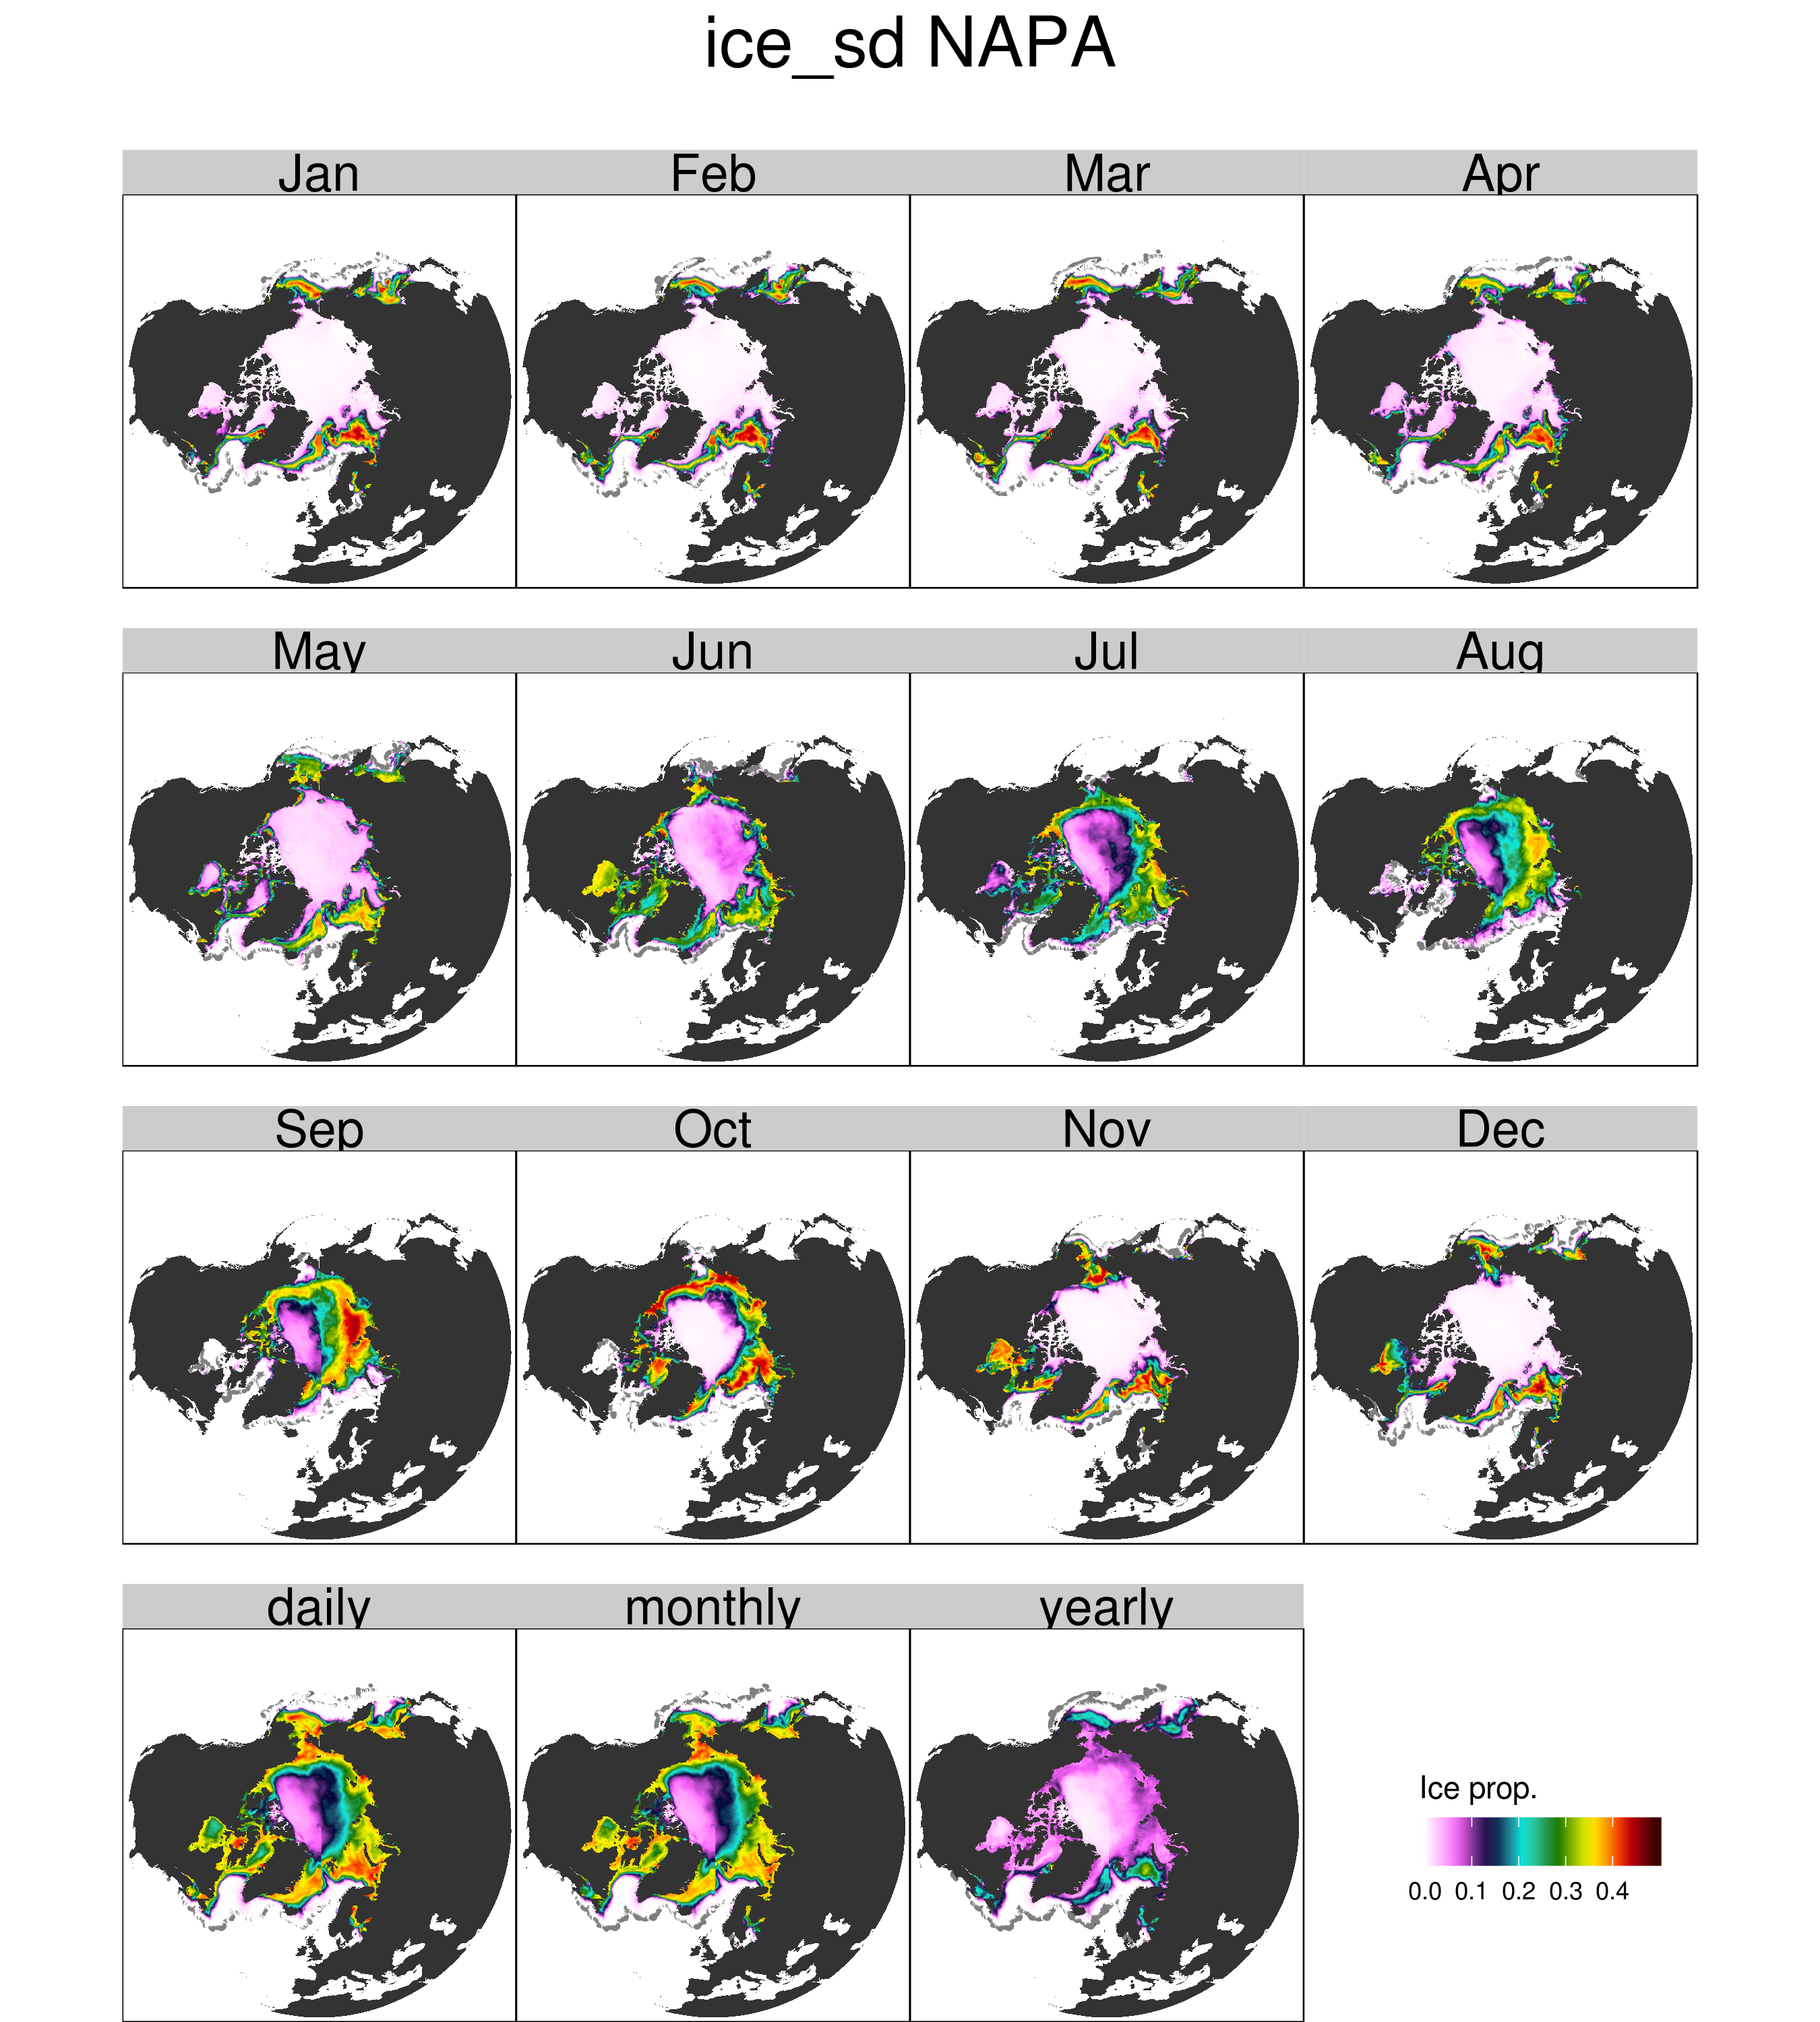 ice_sd NAPA
Jan Feb Mar Apr
May Jun Jul Aug
Sep Oct Nov Dec
daily monthly yearly
Ice prop.
0.0 0.1 0.2 0.3 0.4